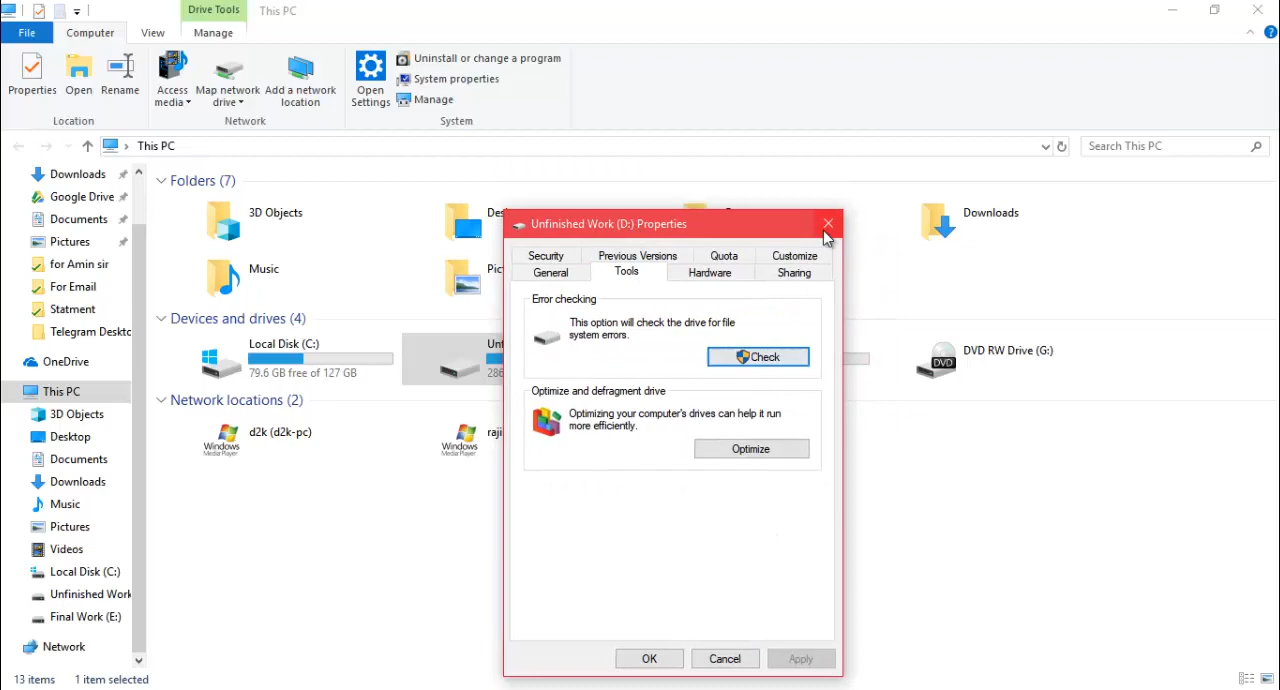 Drive Tools
This PC
File
Computer
View
Manage
Properties
Open
Rename
Access media
Map network drive
Add a network location
Open Settings
Uninstall or change a program
System properties
Manage
Location
Network
System
This PC
Search This PC
Downloads
Google Drive
Documents
Pictures
for Amin sir
For Email
Statment
Telegram Deskto
OneDrive
This PC
3D Objects
Desktop
Documents
Downloads
Music
Pictures
Videos
Local Disk (C:)
Unfinished Work
Final Work (E:)
Network
Folders (7)
3D Objects
Des
Downloads
Music
Pic
Devices and drives (4)
Local Disk (C:)
79.6 GB free of 127 GB
Unf
286
DVD RW Drive (G:)
DVD
Network locations (2)
d2k (d2k-pc)
Windows
Media Player
raji
Windows
Media Player
Unfinished Work (D:) Properties
Security
Previous Versions
Quota
Customize
General
Tools
Hardware
Sharing
Error checking
This option will check the drive for file
system errors.
Check
Optimize and defragment drive
Optimizing your computer's drives can help it run
more efficiently.
Optimize
OK
Cancel
Apply
13 items
1 item selected